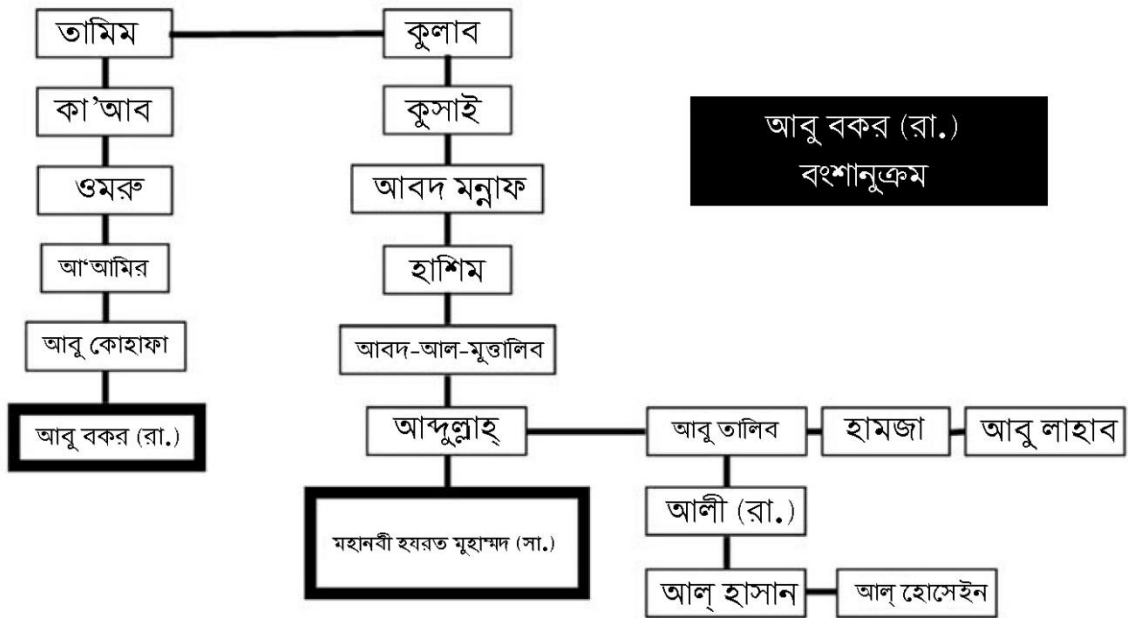 তামিম
কুলাব
কা’আব
কুসাই
আবু বকর (রা.)
বংশানুক্রম
ওমরু
আবদ মন্নাফ
আ‘আমির
হাশিম
আবু কোহাফা
আবদ-আল-মুত্তালিব
আবু বকর (রা.)
আব্দুল্লাহ্
আবু তালিব
হামজা
আবু লাহাব
মহানবী হযরত মুহাম্মদ (সা.)
আলী (রা.)
আল্ হাসান
আল্ হোসেইন